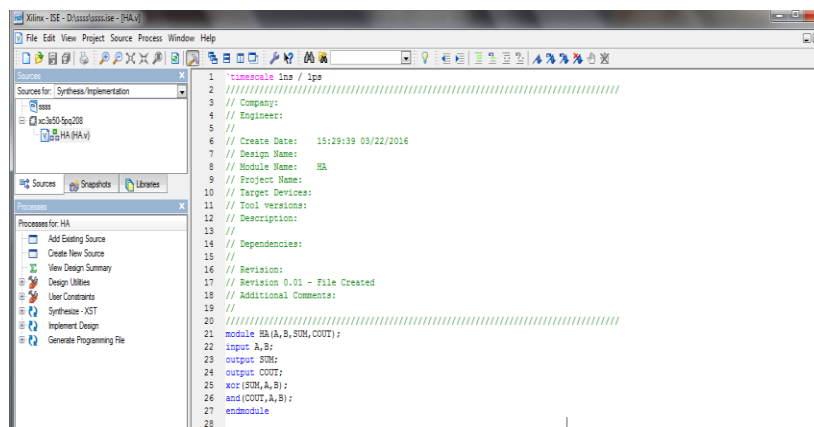 Xilinx - ISE - D:\ssss\ssss.ise - [HA.v]
File Edit View Project Source Process Window Help
Sources
Sources for: Synthesis/Implementation
ssss
xc3s50-5pq208
HA (HA.v)
Sources Snapshots Libraries
Processes
Processes for: HA
Add Existing Source
Create New Source
View Design Summary
Design Utilities
User Constraints
Synthesize - XST
Implement Design
Generate Programming File
1 `timescale 1ns / 1ps
2 //////////////////////////////////////////////////////////////////////////////////
3 // Company:
4 // Engineer:
5 //
6 // Create Date: 15:29:39 03/22/2016
7 // Design Name:
8 // Module Name: HA
9 // Project Name:
10 // Target Devices:
11 // Tool versions:
12 // Description:
13 //
14 // Dependencies:
15 //
16 // Revision:
17 // Revision 0.01 - File Created
18 // Additional Comments:
19 //
20 //////////////////////////////////////////////////////////////////////////////////
21 module HA(A,B,SUM,COUT);
22 input A,B;
23 output SUM;
24 output COUT;
25 xor(SUM,A,B);
26 and(COUT,A,B);
27 endmodule
28